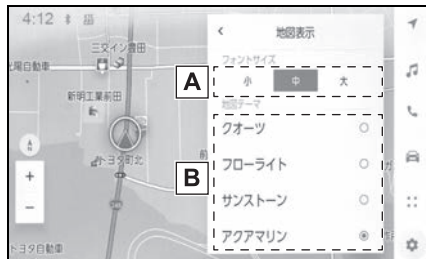 4:12
地図表示
フォントサイズ
小 中 大
A
地図テーマ
クオーツ
フローライト
サンストーン
アクアマリン
B
三交イン豊田
尾自動車
新明工業前田
トヨタ町北
前
トヨタ自動車
+
−